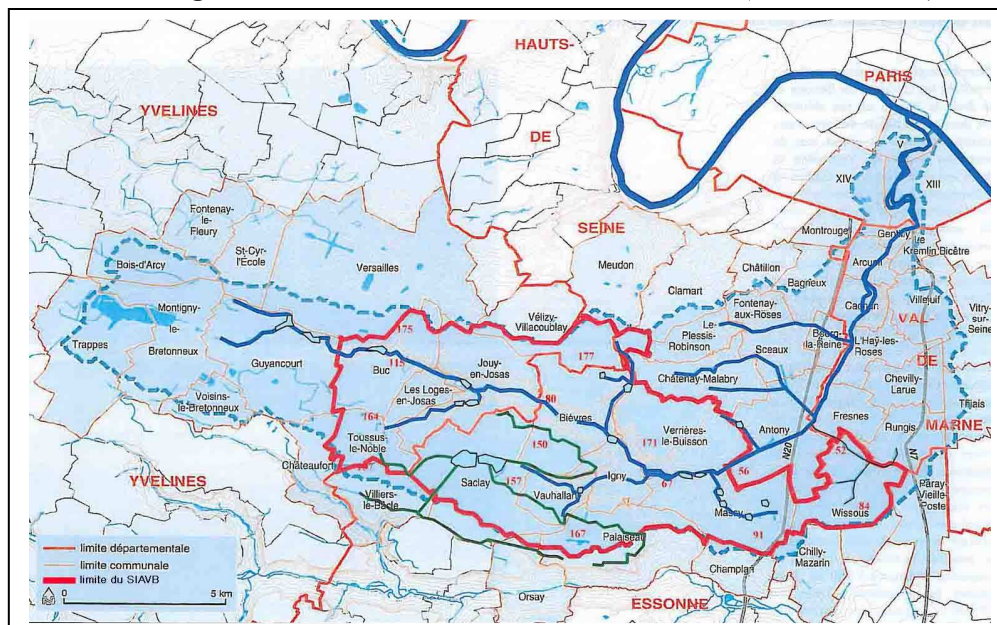 HAUTS-
PARIS
YVELINES
DE
V
XIV
XIII
Fontenay-
le-
Fleury
SEINE
Montrouge
Gentilly
le
Kremlin-Bicêtre
St-Cyr-
l'Ecole
Bois-d'Arcy
Versailles
Meudon
Châtillon
Arcueil
Bagneux
Clamart
Villejuif
Vitry-
sur-
Seine
Montigny-
le-
Bretonneux
Vélizy-
Villacoublay
Fontenay-
aux-Roses
Cachan
VAL-
Trappes
175
Le-
Plessis-
Robinson
Bourg-
la-Reine
L'Haÿ-les-
Roses
Guyancourt
115
Buc
Jouy-
en-Josas
177
Sceaux
DE
Châtenay-Malabry
Chevilly-
Larue
Les Loges-
en-Josas
80
Voisins-
le-Bretonneux
Bièvres
Thiais
164
Fresnes
MARNE
Toussus-
le-Noble
150
171
Verrières-
le-Buisson
Antony
Rungis
52
Châteaufort
Igny
56
N20
N7
YVELINES
Saclay
157
Vauhallan
67
Villiers-
le-Bâcle
Massy
84
Wissous
Paray-
Vieille-
Poste
167
Palaiseau
91
Chilly-
Mazarin
Champlan
limite départementale
limite communale
limite du SIAVB
0
5 km
Orsay
ESSONNE